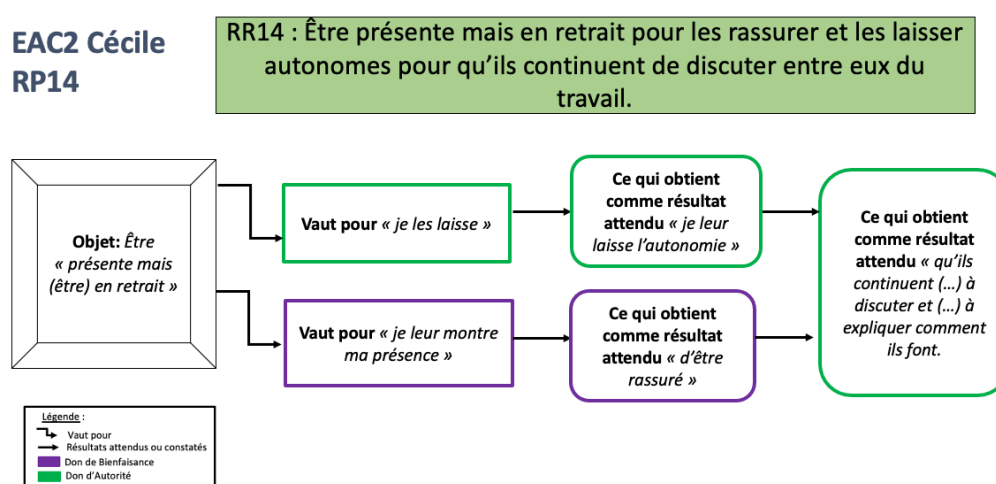 EAC2 Cécile
RP14
RR14 : Être présente mais en retrait pour les rassurer et les laisser
autonomes pour qu'ils continuent de discuter entre eux du
travail.
Objet: Être
« présente mais
(être) en retrait »
Vaut pour « je les laisse »
Ce qui obtient
comme résultat
attendu « je leur
laisse l'autonomie »
Vaut pour « je leur montre
ma présence »
Ce qui obtient
comme résultat
attendu « d'être
rassuré »
Ce qui obtient
comme résultat
attendu « qu'ils
continuent (…) à
discuter et (…) à
expliquer comment
ils font.
Légende :
Vaut pour
Résultats attendus ou constatés
Don de Bienfaisance
Don d'Autorité